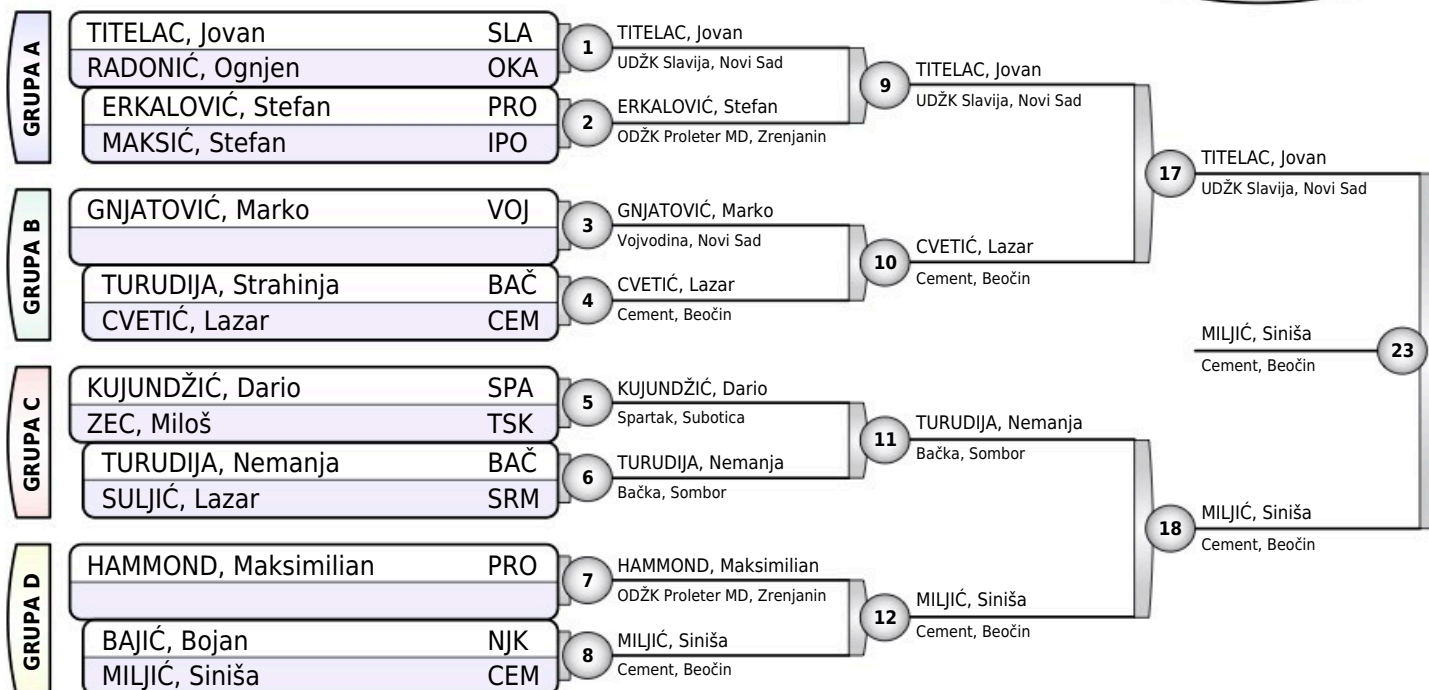 GRUPA A
TITELAC, Jovan SLA
RADONIĆ, Ognjen OKA
ERKALOVIĆ, Stefan PRO
MAKSIĆ, Stefan IPO
GRUPA B
GNJATOVIĆ, Marko VOJ
TURUDIJA, Strahinja BAČ
CVETIĆ, Lazar CEM
GRUPA C
KUJUNDŽIĆ, Dario SPA
ZEC, Miloš TSK
TURUDIJA, Nemanja BAČ
SULJIĆ, Lazar SRM
GRUPA D
HAMMOND, Maksimilian PRO
BAJIĆ, Bojan NJK
MILJIĆ, Siniša CEM
1
TITELAC, Jovan
UDŽK Slavija, Novi Sad
2
ERKALOVIĆ, Stefan
ODŽK Proleter MD, Zrenjanin
3
GNJATOVIĆ, Marko
Vojvodina, Novi Sad
4
CVETIĆ, Lazar
Cement, Beočin
5
KUJUNDŽIĆ, Dario
Spartak, Subotica
6
TURUDIJA, Nemanja
Bačka, Sombor
7
HAMMOND, Maksimilian
ODŽK Proleter MD, Zrenjanin
8
MILJIĆ, Siniša
Cement, Beočin
9
TITELAC, Jovan
UDŽK Slavija, Novi Sad
10
CVETIĆ, Lazar
Cement, Beočin
11
TURUDIJA, Nemanja
Bačka, Sombor
12
MILJIĆ, Siniša
Cement, Beočin
17
TITELAC, Jovan
UDŽK Slavija, Novi Sad
18
MILJIĆ, Siniša
Cement, Beočin
MILJIĆ, Siniša
Cement, Beočin
23